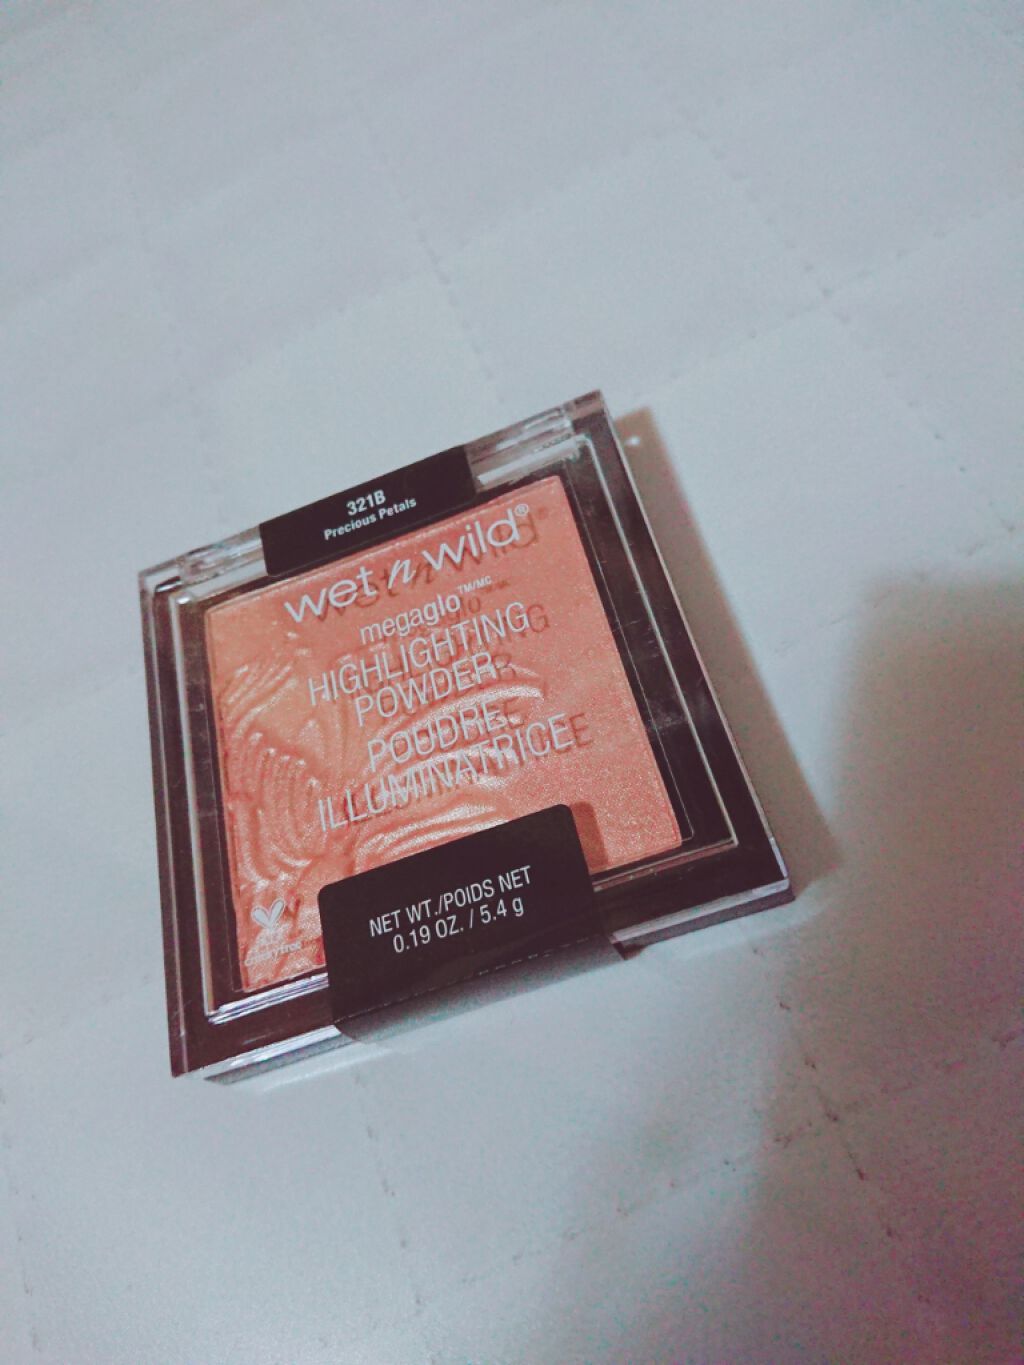 321B
Precious Petals
wet n wild®
megaglo™/MC
HIGHLIGHTING
POWDER
POUDRE
ILLUMINATRICE
NET WT./POIDS NET
0.19 OZ. / 5.4 g